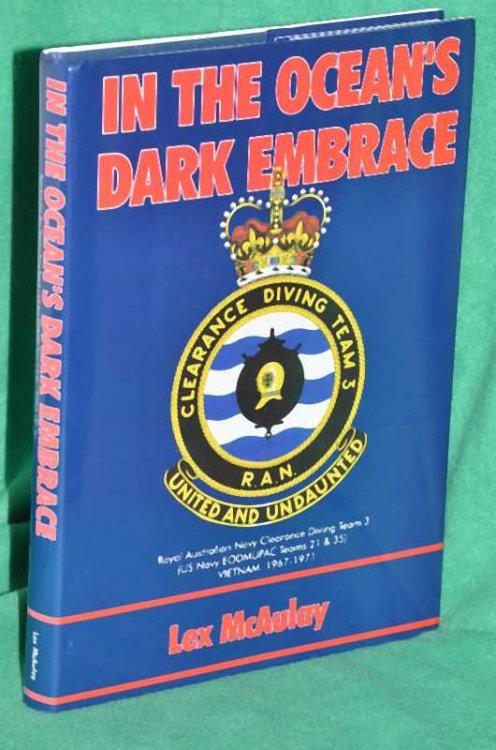 IN THE OCEAN'S
DARK EMBRACE
CLEARANCE DIVING TEAM 3
R.A.N.
UNITED AND UNDAUNTED
Royal Australian Navy Clearance Diving Team 3
(US Navy EODMUPAC Teams 21 & 35)
VIETNAM, 1967-1971
Lex McAulay
IN THE OCEAN'S DARK EMBRACE
Lex McAulay